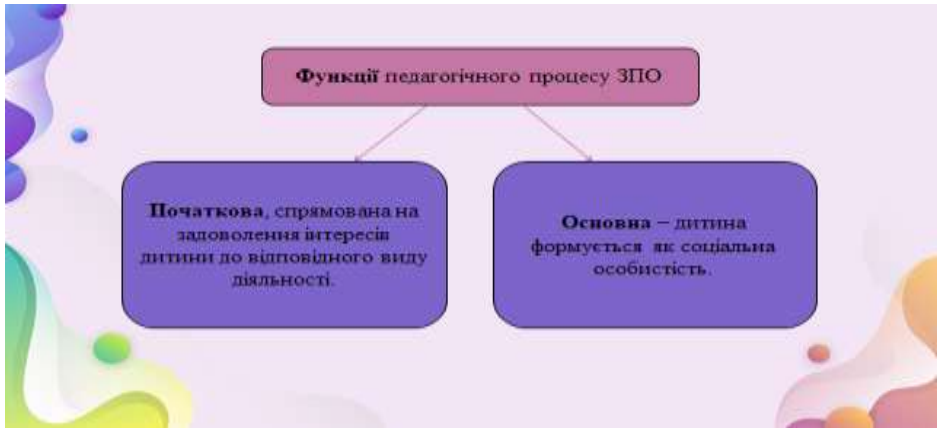 Функції педагогічного процесу ЗПО
Початкова, спрямована на
задоволення інтересів
дитини до відповідного виду
діяльності.
Основна – дитина
формується як соціальна
особистість.